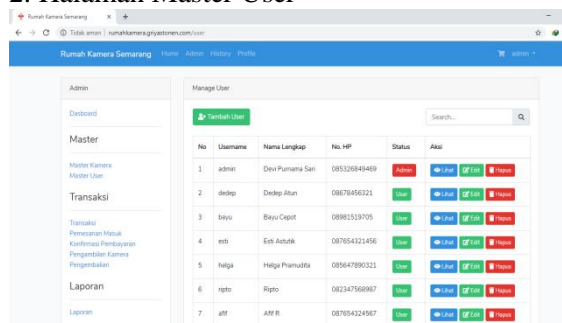 2. Halaman Master User
Rumah Kamera Semarang
Tidak aman | rumahkamera.griyastonen.com/user
Rumah Kamera Semarang Home Admin History Profile admin
Admin
Dasboard
Master
Master Kamera
Master User
Transaksi
Transaksi
Pemesanan Masuk
Konfirmasi Pembayaran
Pengambilan Kamera
Pengembalian
Laporan
Laporan
Manage User
Tambah User Search...
No Username Nama Lengkap No. HP Status Aksi
1 admin Devi Purnama Sari 085326849469 Admin Lihat Edit Hapus
2 dedep Dedep Atun 08678456321 User Lihat Edit Hapus
3 bayu Bayu Cepot 08981519705 User Lihat Edit Hapus
4 esti Esti Astutik 087654321456 User Lihat Edit Hapus
5 helga Helga Pramudita 085647890321 User Lihat Edit Hapus
6 ripto Ripto 082347568987 User Lihat Edit Hapus
7 afif Afif R 087654324567 User Lihat Edit Hapus